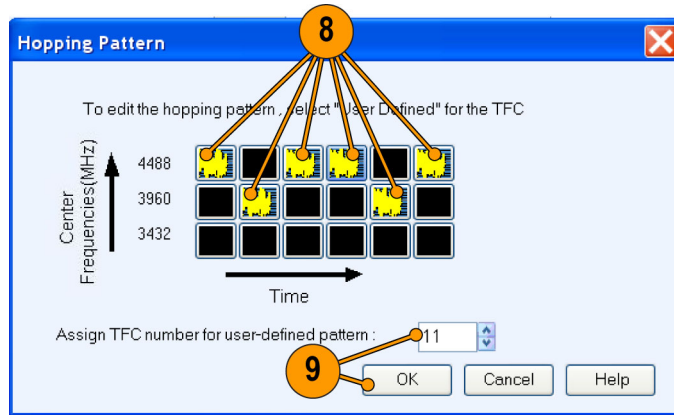 8
Hopping Pattern
To edit the hopping pattern, select "User Defined" for the TFC
Center
Frequencies(MHz)
4488
3960
3432
Time
Assign TFC number for user-defined pattern :
11
9
OK
Cancel
Help